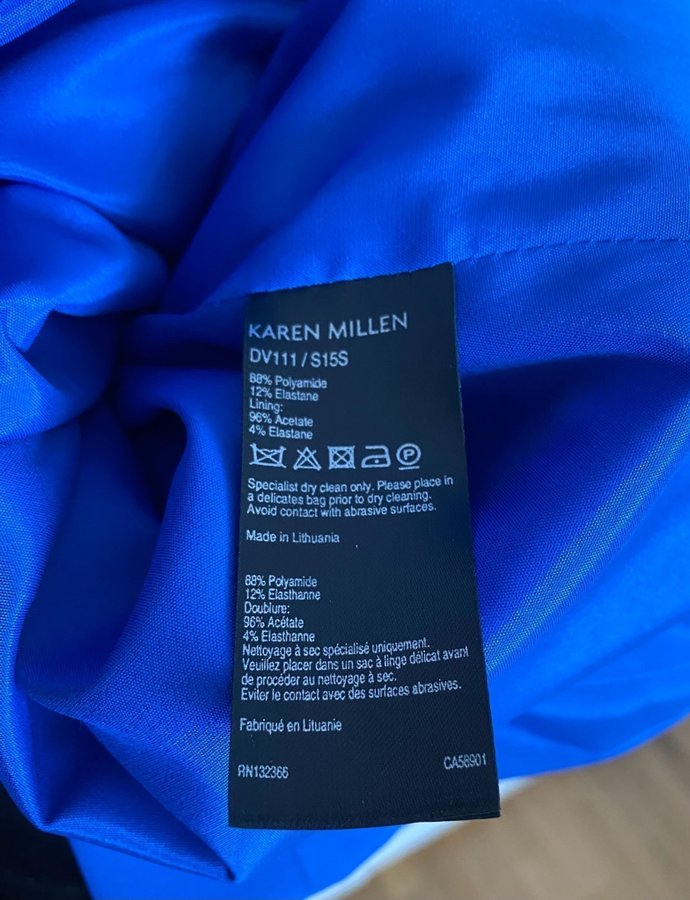 KAREN MILLEN
DV111 / S15S
88% Polyamide
12% Elastane
Lining:
96% Acetate
4% Elastane
P
Specialist dry clean only. Please place in
a delicates bag prior to dry cleaning.
Avoid contact with abrasive surfaces.
Made in Lithuania
88% Polyamide
12% Elasthanne
Doublure:
96% Acétate
4% Elasthanne
Nettoyage à sec spécialisé uniquement.
Veuillez placer dans un sac à linge délicat avant
de procéder au nettoyage à sec.
Eviter le contact avec des surfaces abrasives.
Fabriqué en Lituanie
RN132366 CA58901